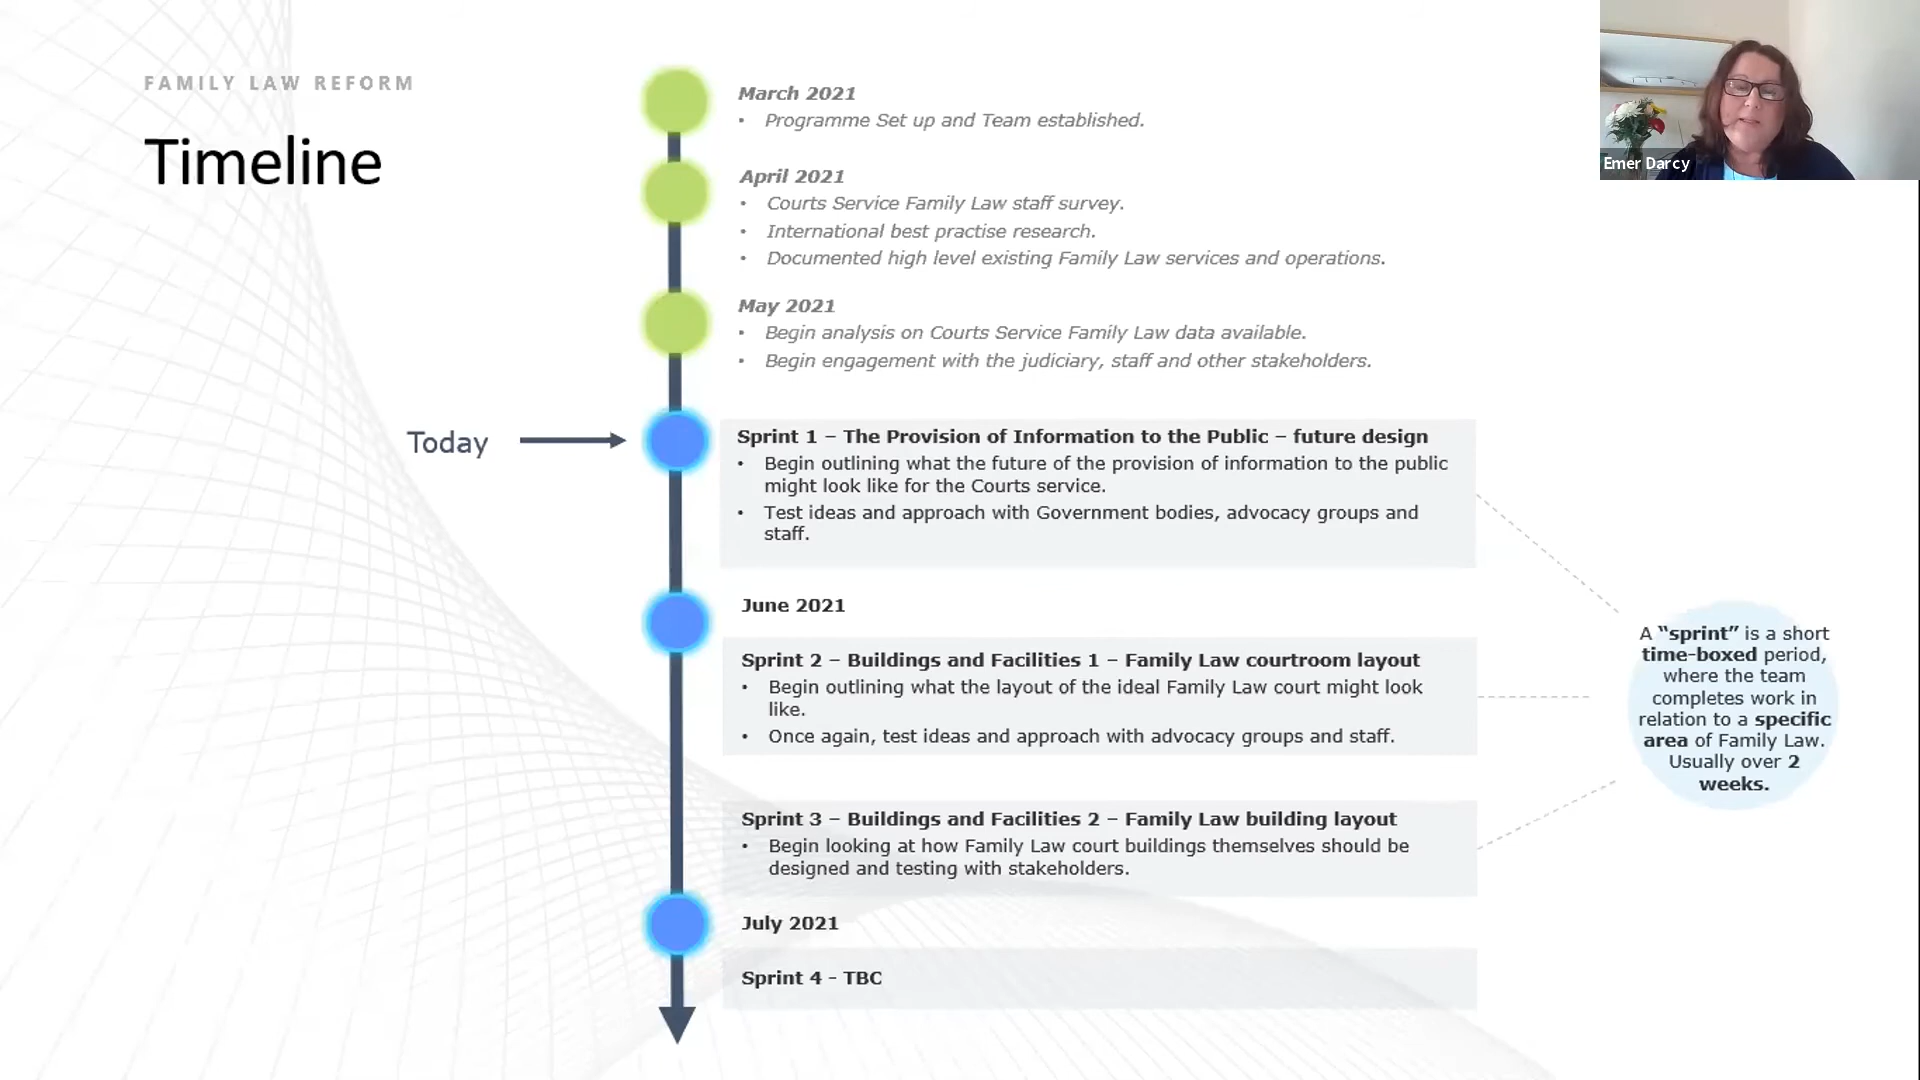 FAMILY LAW REFORM
Timeline
March 2021
• Programme Set up and Team established.
April 2021
• Courts Service Family Law staff survey.
• International best practise research.
• Documented high level existing Family Law services and operations.
May 2021
• Begin analysis on Courts Service Family Law data available.
• Begin engagement with the judiciary, staff and other stakeholders.
Today
Sprint 1 – The Provision of Information to the Public – future design
• Begin outlining what the future of the provision of information to the public
might look like for the Courts service.
• Test ideas and approach with Government bodies, advocacy groups and
staff.
June 2021
Sprint 2 – Buildings and Facilities 1 – Family Law courtroom layout
• Begin outlining what the layout of the ideal Family Law court might look
like.
• Once again, test ideas and approach with advocacy groups and staff.
Sprint 3 – Buildings and Facilities 2 – Family Law building layout
• Begin looking at how Family Law court buildings themselves should be
designed and testing with stakeholders.
July 2021
Sprint 4 - TBC
A “sprint” is a short
time-boxed period,
where the team
completes work in
relation to a specific
area of Family Law.
Usually over 2
weeks.
Emer Darcy